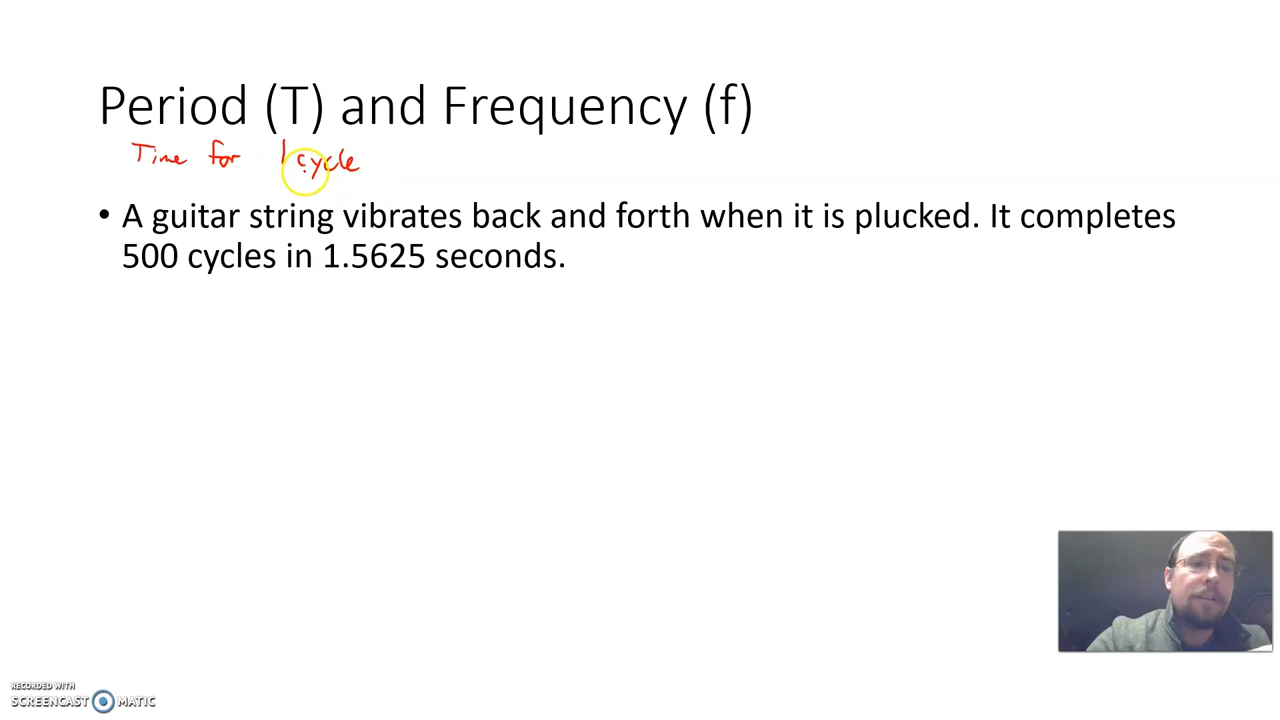 Period (T) and Frequency (f)
Time for 1 cycle
• A guitar string vibrates back and forth when it is plucked. It completes
500 cycles in 1.5625 seconds.
RECORDED WITH
SCREENCAST MATIC